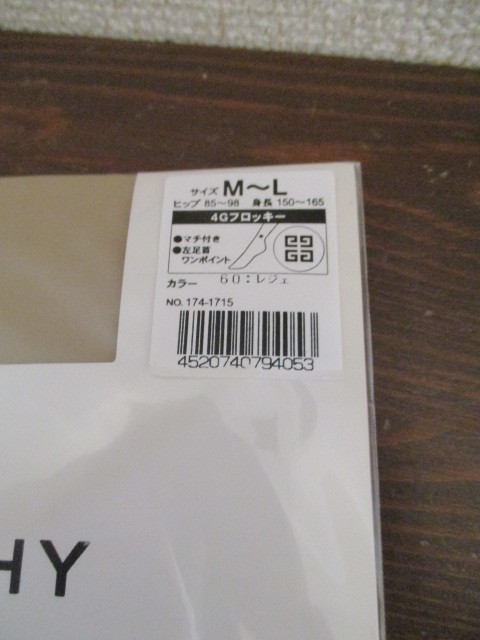 サイズ M～L
ヒップ 85～98 身長 150～165
4Gフロッキー
●マチ付き
●左足首
ワンポイント
カラー 60:レジェ
NO. 174-1715
4520740794053
HY